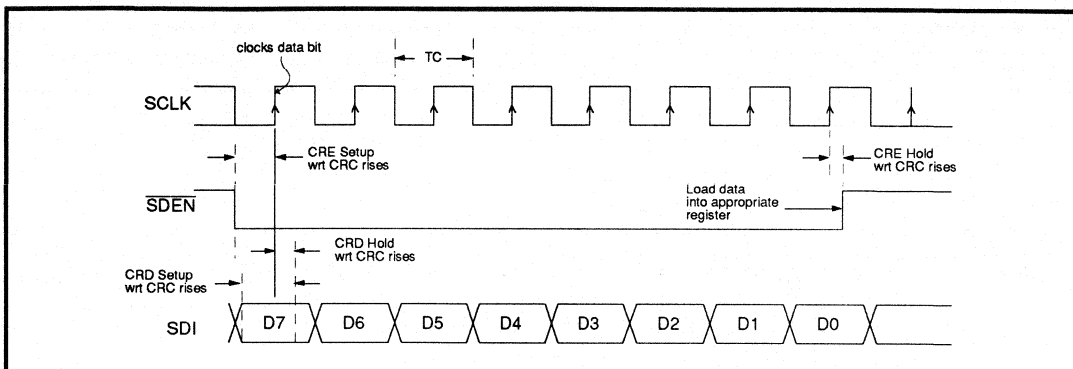 clocks data bit
TC
SCLK
CRE Setup
wrt CRC rises
CRE Hold
wrt CRC rises
SDEN
Load data
into appropriate
register
CRD Hold
wrt CRC rises
CRD Setup
wrt CRC rises
SDI
D7
D6
D5
D4
D3
D2
D1
D0